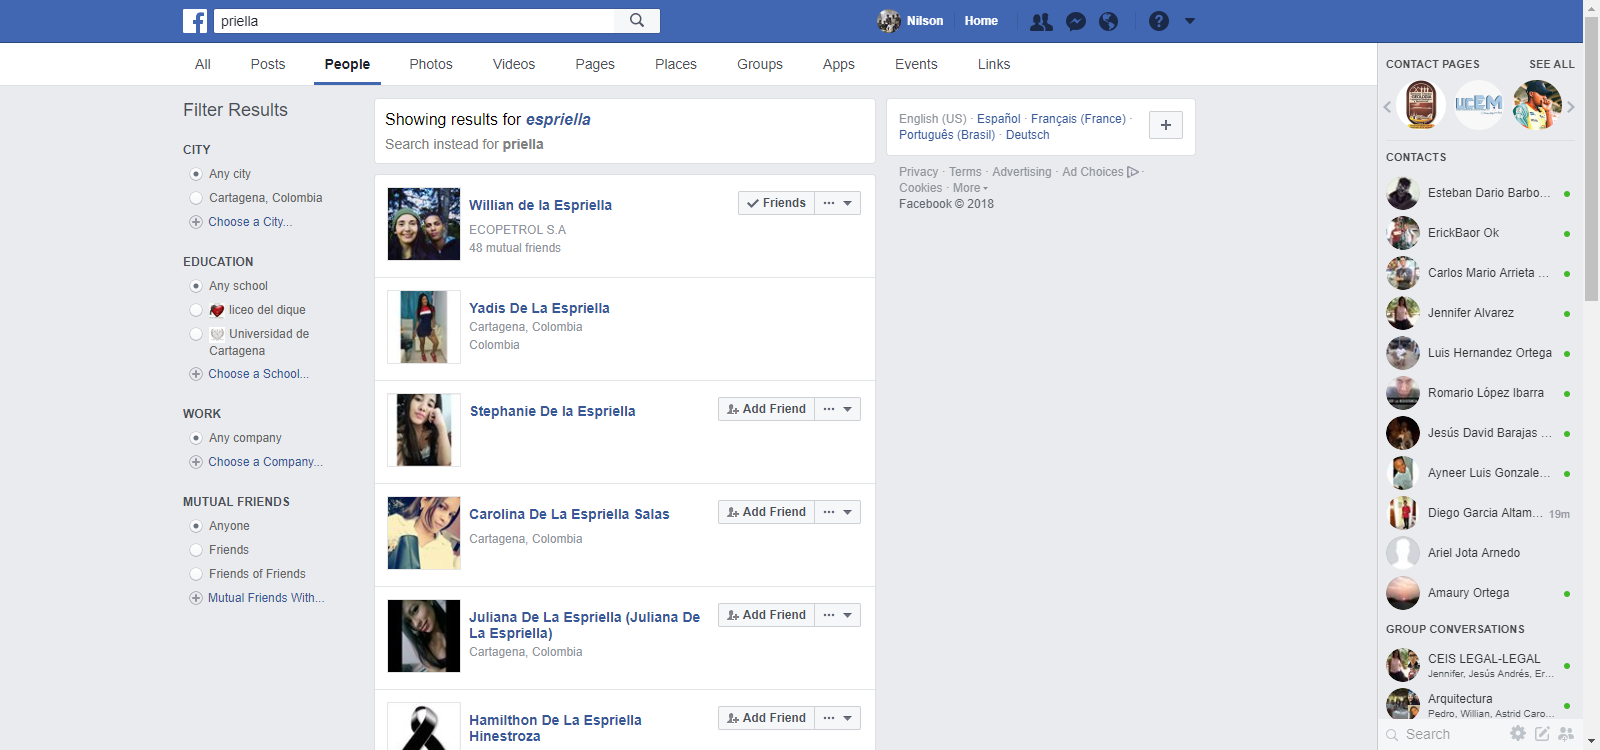 priella
Nilson
Home
All
Posts
People
Photos
Videos
Pages
Places
Groups
Apps
Events
Links
Filter Results
CITY
Any city
Cartagena, Colombia
Choose a City...
EDUCATION
Any school
liceo del dique
Universidad de
Cartagena
Choose a School...
WORK
Any company
Choose a Company...
MUTUAL FRIENDS
Anyone
Friends
Friends of Friends
Mutual Friends With...
Showing results for espriella
Search instead for priella
Willian de la Espriella
ECOPETROL S.A
48 mutual friends
Friends
Yadis De La Espriella
Cartagena, Colombia
Colombia
Stephanie De la Espriella
Add Friend
Carolina De La Espriella Salas
Cartagena, Colombia
Add Friend
Juliana De La Espriella (Juliana De
La Espriella)
Cartagena, Colombia
Add Friend
Hamilthon De La Espriella
Hinestroza
Add Friend
English (US) · Español · Français (France) ·
Português (Brasil) · Deutsch
Privacy · Terms · Advertising · Ad Choices ·
Cookies · More
Facebook © 2018
CONTACT PAGES
SEE ALL
UCEM
CONTACTS
Esteban Dario Barbo...
ErickBaor Ok
Carlos Mario Arrieta ...
Jennifer Alvarez
Luis Hernandez Ortega
Romario López Ibarra
Jesús David Barajas ...
Ayneer Luis Gonzale...
Diego Garcia Altam... 19m
Ariel Jota Arnedo
Amaury Ortega
GROUP CONVERSATIONS
CEIS LEGAL-LEGAL
Jennifer, Jesús Andrés, Er...
Arquitectura
Pedro, Willian, Astrid Caro...
Search